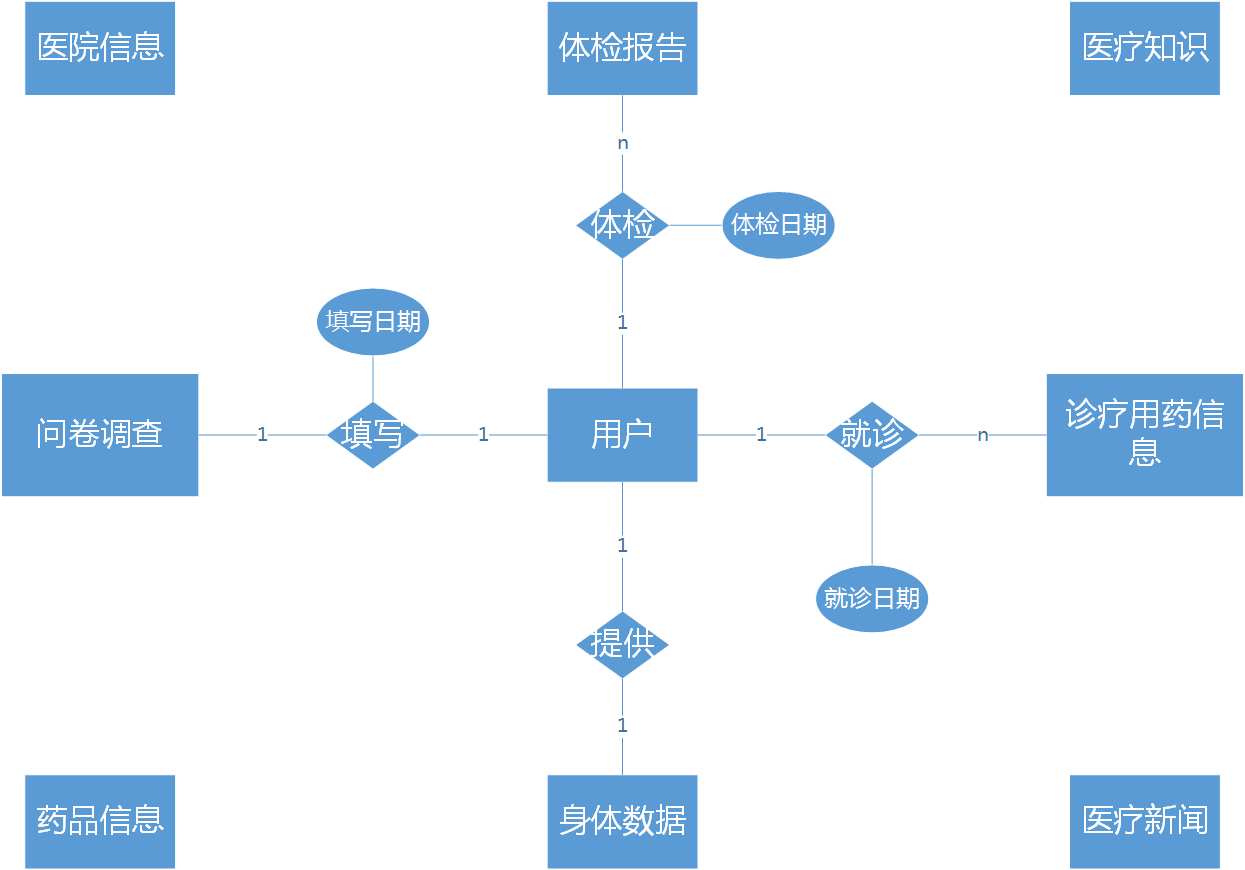 医院信息
体检报告
医疗知识
n
体检
体检日期
1
填写日期
问卷调查
1
填写
1
用户
1
就诊
n
诊疗用药信
息
1
就诊日期
提供
1
药品信息
身体数据
医疗新闻